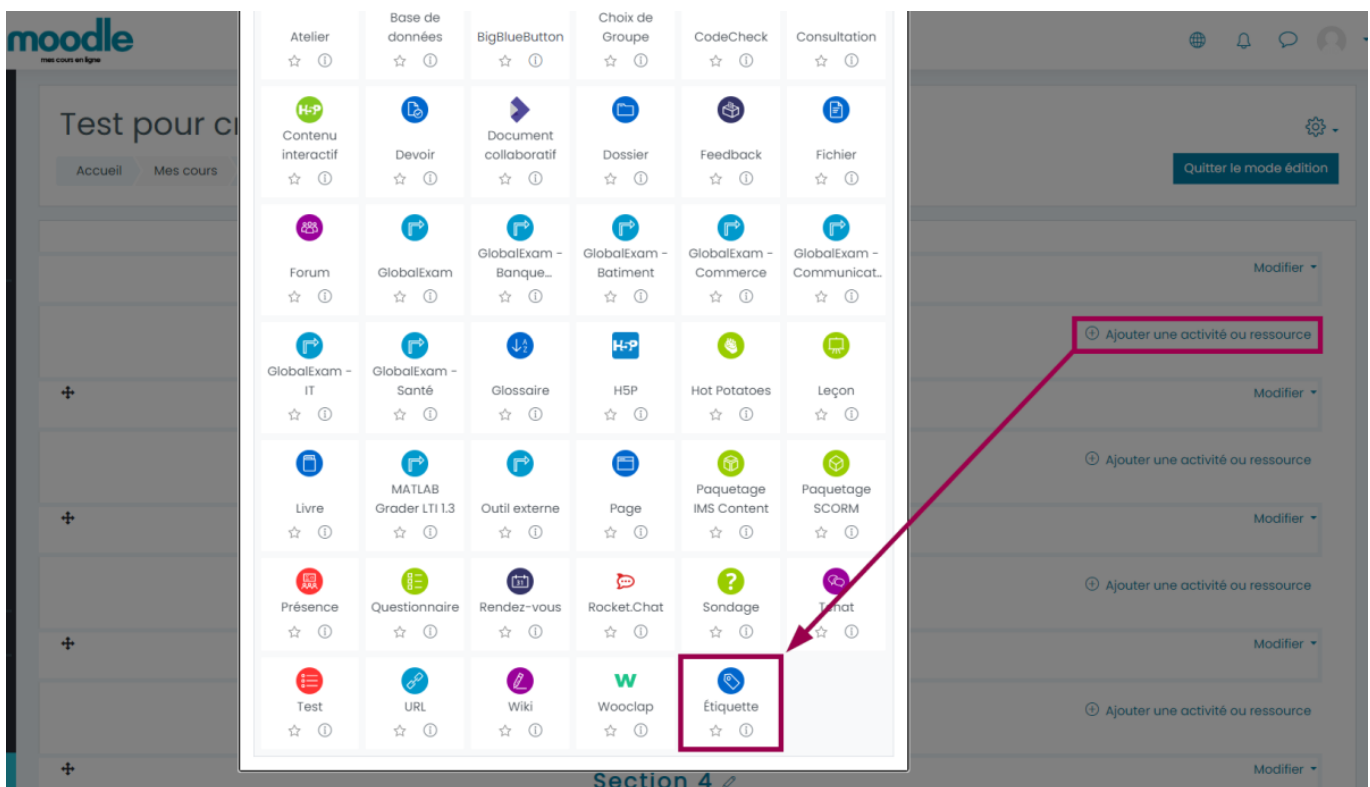 moodle
mes cours en ligne
Test pour cr
Accueil
Mes cours
Quitter le mode édition
Atelier
Base de
données
BigBlueButton
Choix de
Groupe
CodeCheck
Consultation
Contenu
interactif
Devoir
Document
collaboratif
Dossier
Feedback
Fichier
Forum
GlobalExam
GlobalExam -
Banque...
GlobalExam -
Batiment
GlobalExam -
Commerce
GlobalExam -
Communicat..
GlobalExam -
IT
GlobalExam -
Santé
Glossaire
H5P
H5P
Hot Potatoes
Leçon
Livre
MATLAB
Grader LTI 1.3
Outil externe
Page
Paquetage
IMS Content
Paquetage
SCORM
Présence
Questionnaire
Rendez-vous
Rocket.Chat
Sondage
Tchat
Test
URL
Wiki
W
Wooclap
Étiquette
Modifier
Ajouter une activité ou ressource
Modifier
Ajouter une activité ou ressource
Modifier
Ajouter une activité ou ressource
Modifier
Ajouter une activité ou ressource
Section 4
Modifier